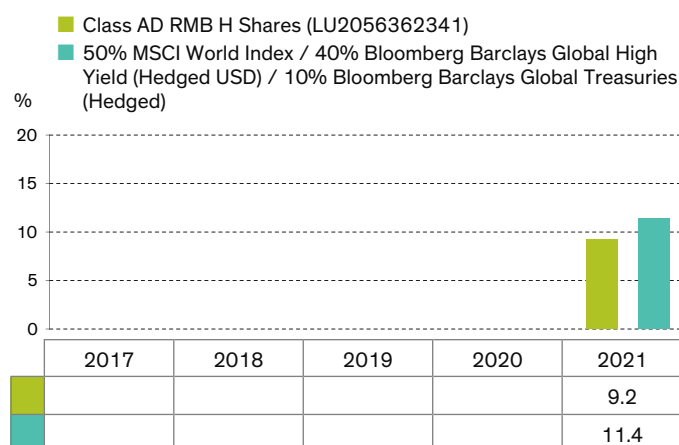 Class AD RMB H Shares (LU2056362341)
50% MSCI World Index / 40% Bloomberg Barclays Global High
Yield (Hedged USD) / 10% Bloomberg Barclays Global Treasuries
(Hedged)
%
20
15
10
5
0
2017 2018 2019 2020 2021
9.2
11.4